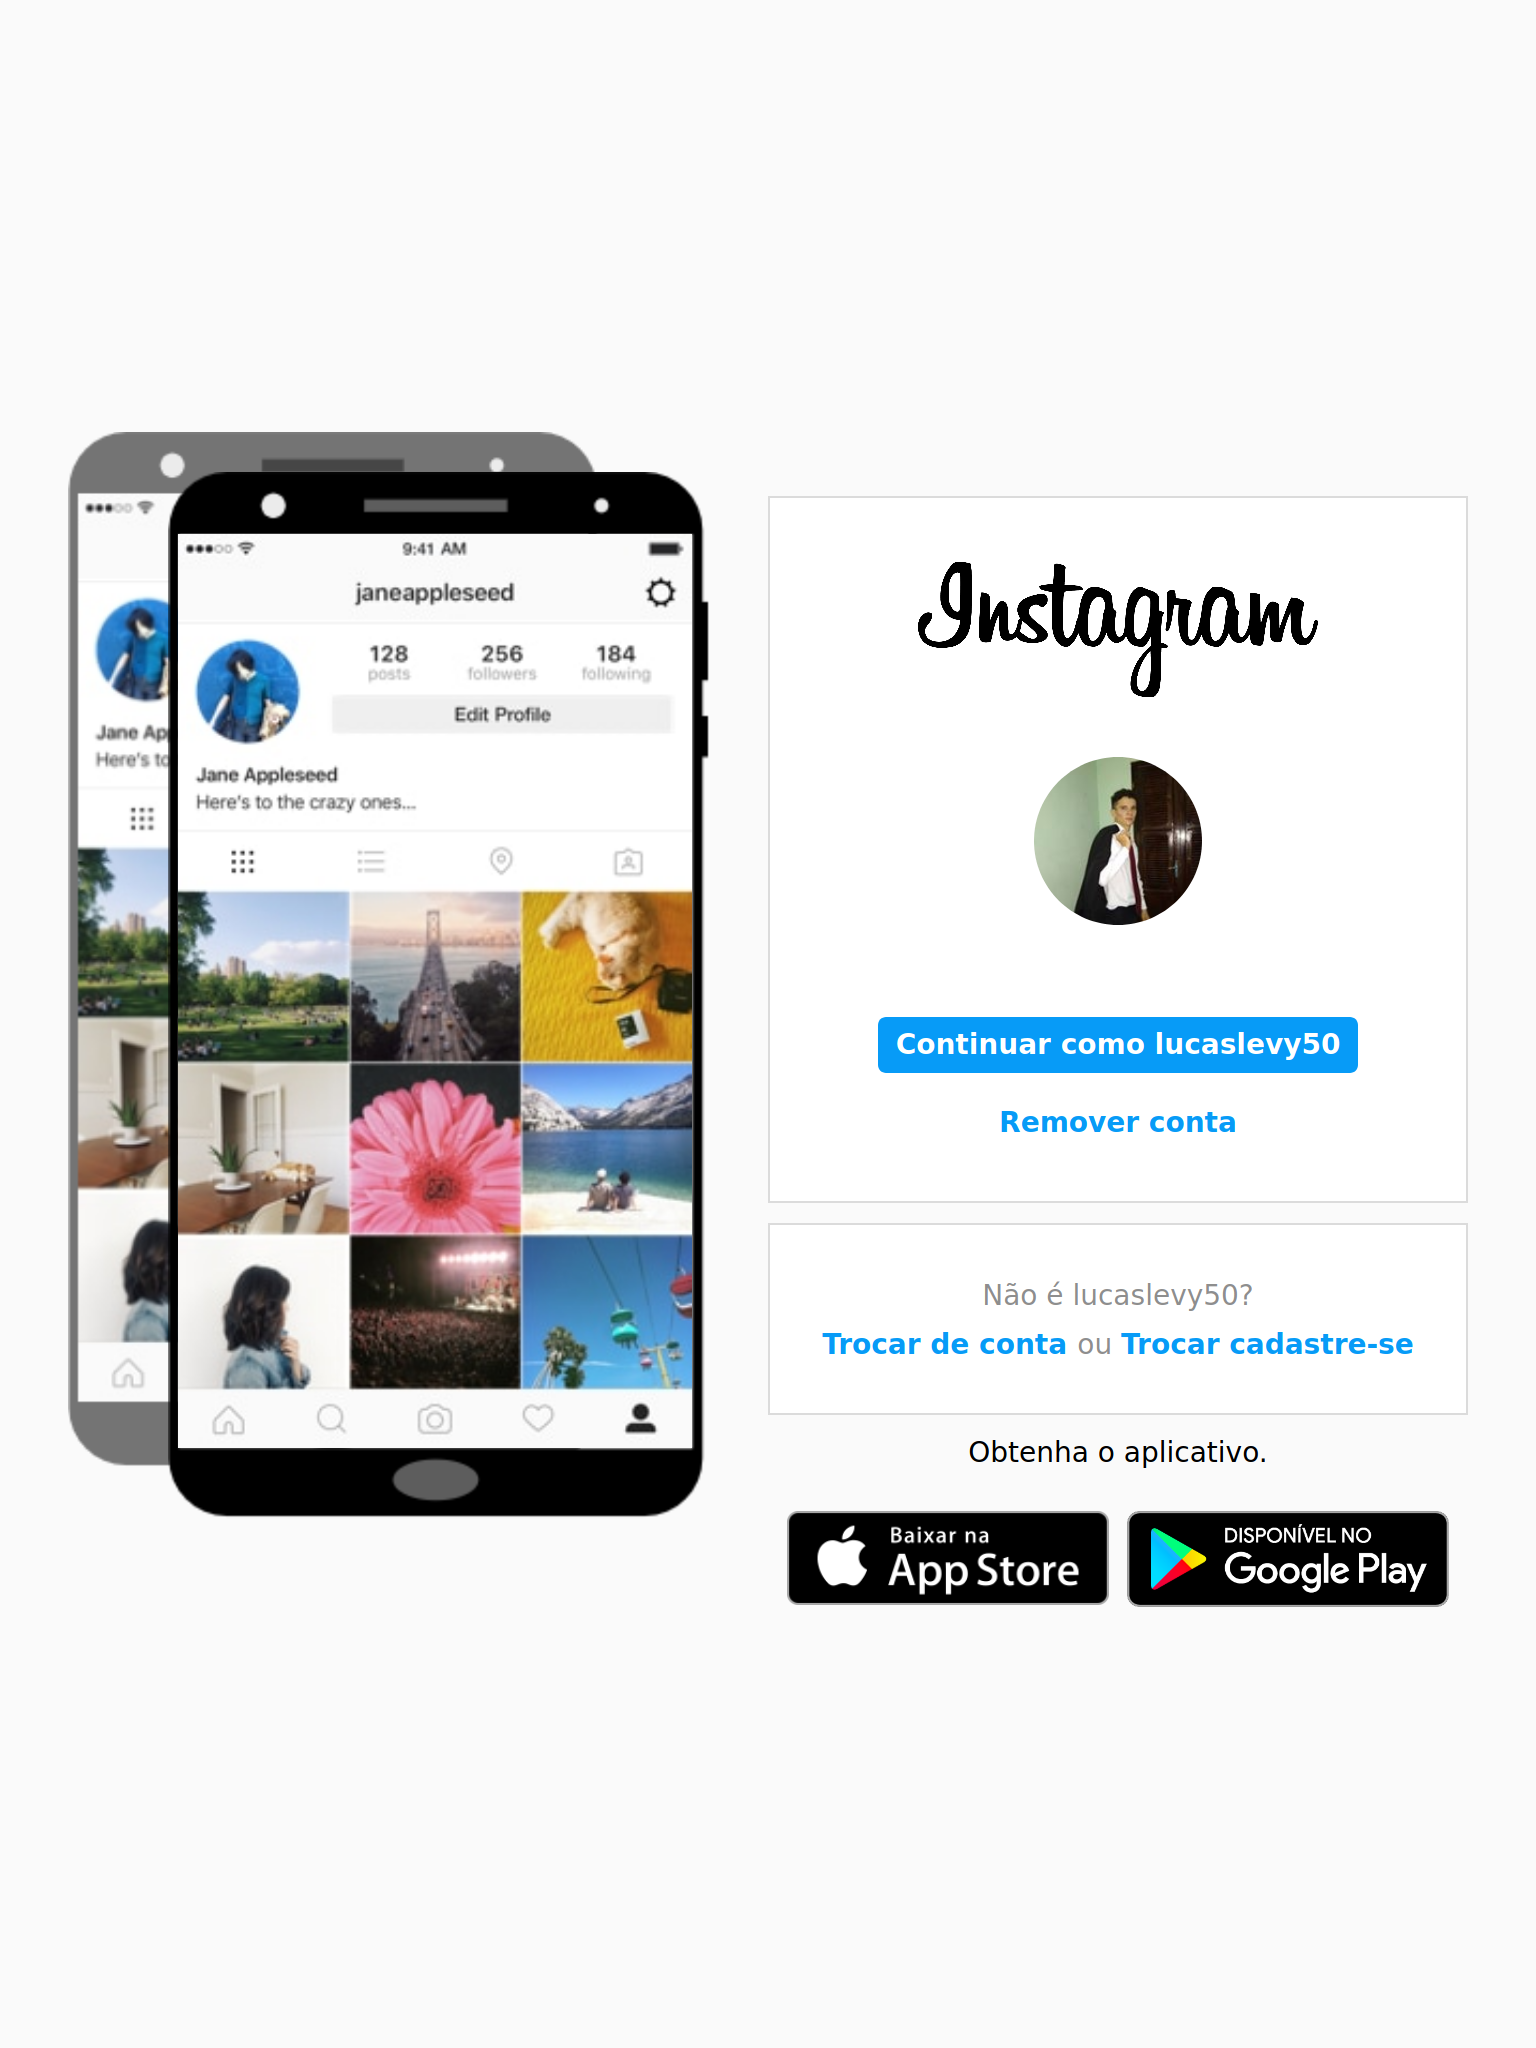 9:41 AM
janeappleseed
128
256
184
posts
followers
following
Edit Profile
Jane Appleseed
Here's to the crazy ones...
Jane Ap
Here's to
Instagram
Continuar como lucaslevy50
Remover conta
Não é lucaslevy50?
Trocar de conta ou Trocar cadastre-se
Obtenha o aplicativo.
Baixar na
App Store
DISPONÍVEL NO
Google Play